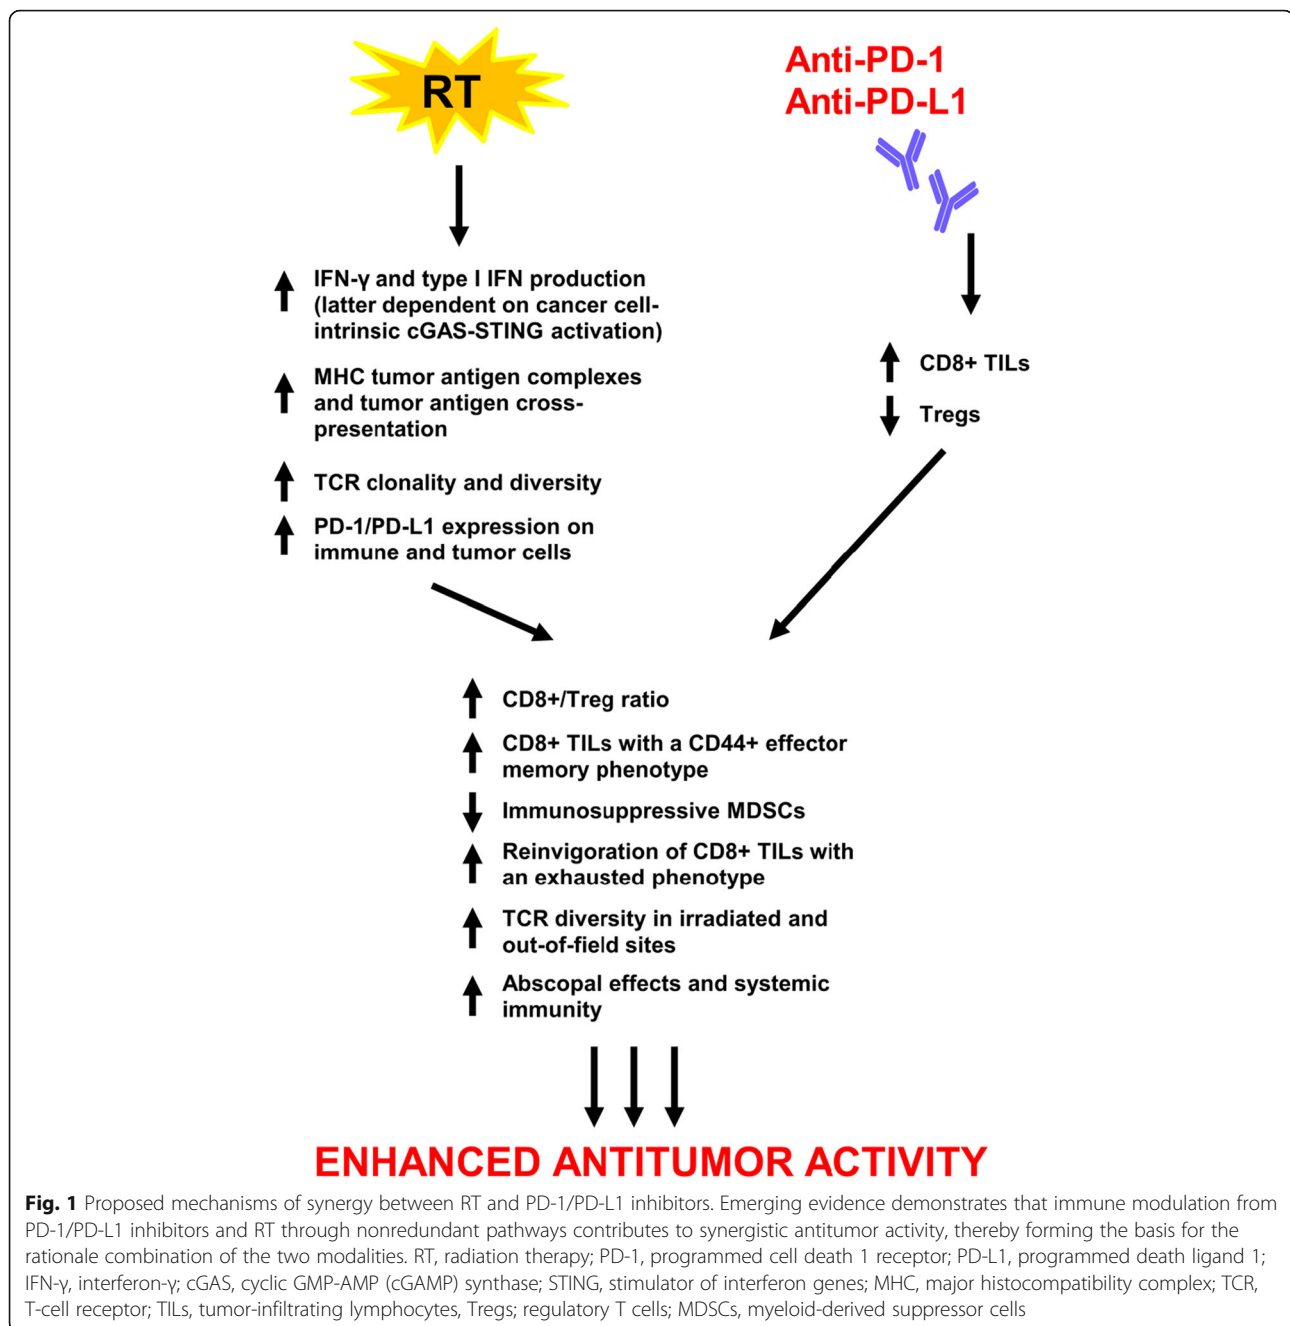 RT
Anti-PD-1
Anti-PD-L1
IFN-γ and type I IFN production
(latter dependent on cancer cell-
intrinsic cGAS-STING activation)
MHC tumor antigen complexes
and tumor antigen cross-
presentation
TCR clonality and diversity
PD-1/PD-L1 expression on
immune and tumor cells
CD8+ TILs
Tregs
CD8+/Treg ratio
CD8+ TILs with a CD44+ effector
memory phenotype
Immunosuppressive MDSCs
Reinvigoration of CD8+ TILs with
an exhausted phenotype
TCR diversity in irradiated and
out-of-field sites
Abscopal effects and systemic
immunity
ENHANCED ANTITUMOR ACTIVITY
Fig. 1 Proposed mechanisms of synergy between RT and PD-1/PD-L1 inhibitors. Emerging evidence demonstrates that immune modulation from
PD-1/PD-L1 inhibitors and RT through nonredundant pathways contributes to synergistic antitumor activity, thereby forming the basis for the
rationale combination of the two modalities. RT, radiation therapy; PD-1, programmed cell death 1 receptor; PD-L1, programmed death ligand 1;
IFN-γ, interferon-γ; cGAS, cyclic GMP-AMP (cGAMP) synthase; STING, stimulator of interferon genes; MHC, major histocompatibility complex; TCR,
T-cell receptor; TILs, tumor-infiltrating lymphocytes, Tregs; regulatory T cells; MDSCs, myeloid-derived suppressor cells